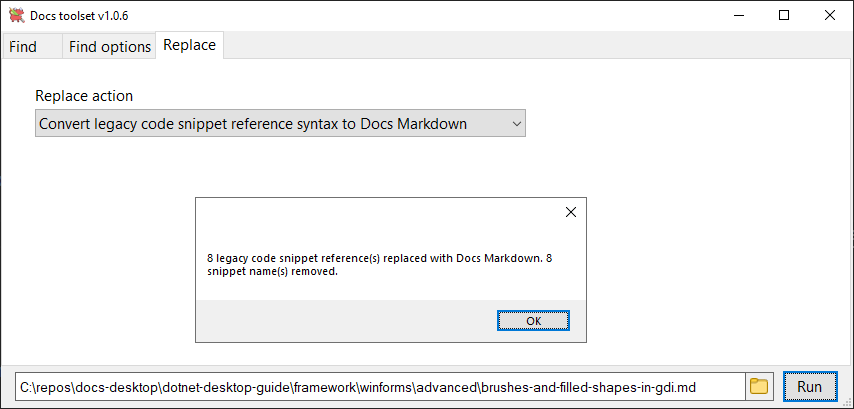 Docs toolset v1.0.6
Find
Find options
Replace
Replace action
Convert legacy code snippet reference syntax to Docs Markdown
8 legacy code snippet reference(s) replaced with Docs Markdown. 8
snippet name(s) removed.
OK
C:\repos\docs-desktop\dotnet-desktop-guide\framework\winforms\advanced\brushes-and-filled-shapes-in-gdi.md
Run